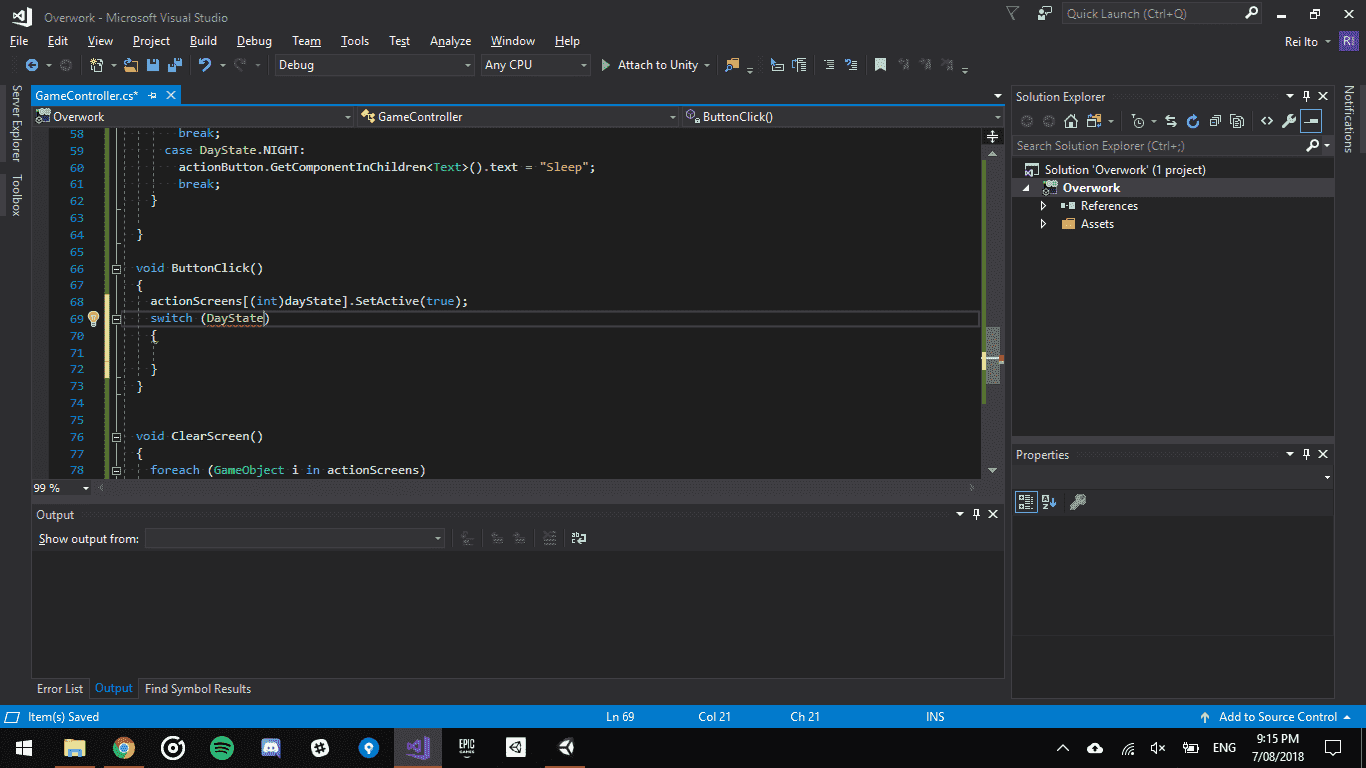 Overwork - Microsoft Visual Studio
Quick Launch (Ctrl+Q)
File Edit View Project Build Debug Team Tools Test Analyze Window Help
Rei Ito
RI
Debug
Any CPU
Attach to Unity
Server Explorer
Toolbox
GameController.cs*
Overwork
GameController
ButtonClick()
58 break;
59 case DayState.NIGHT:
60 actionButton.GetComponentInChildren<Text>().text = "Sleep";
61 break;
62 }
63
64 }
65
66 void ButtonClick()
67 {
68 actionScreens[(int)dayState].SetActive(true);
69 switch (DayState)
70 {
71
72 }
73 }
74
75
76 void ClearScreen()
77 {
78 foreach (GameObject i in actionScreens)
99 %
Output
Show output from:
Error List Output Find Symbol Results
Solution Explorer
Search Solution Explorer (Ctrl+;)
Solution 'Overwork' (1 project)
Overwork
References
Assets
Properties
Notifications
Item(s) Saved
Ln 69
Col 21
Ch 21
INS
Add to Source Control
EPIC
GAMES
ENG
9:15 PM
7/08/2018